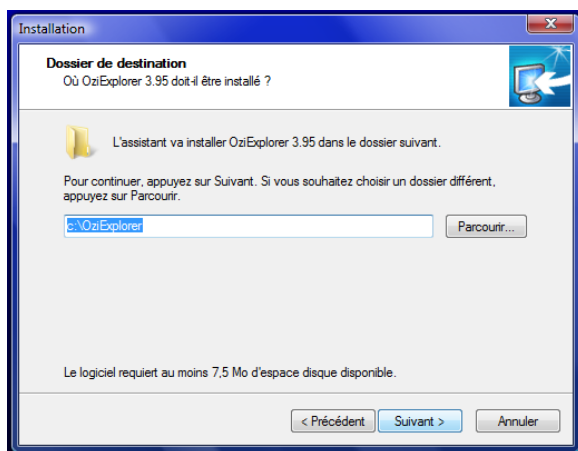 Installation
Dossier de destination
Où OziExplorer 3.95 doit-il être installé ?
L'assistant va installer OziExplorer 3.95 dans le dossier suivant.
Pour continuer, appuyez sur Suivant. Si vous souhaitez choisir un dossier différent,
appuyez sur Parcourir.
c:\OziExplorer
Parcourir...
Le logiciel requiert au moins 7,5 Mo d'espace disque disponible.
< Précédent
Suivant >
Annuler